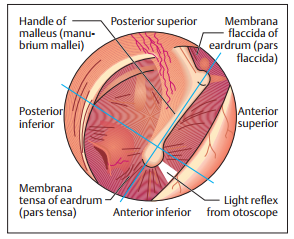 Handle of
malleus (manu-
brium mallei)
Posterior superior
Membrana
flaccida of
eardrum (pars
flaccida)
Posterior
inferior
Anterior
superior
Membrana
tensa of eardrum
(pars tensa)
Anterior inferior
Light reflex
from otoscope